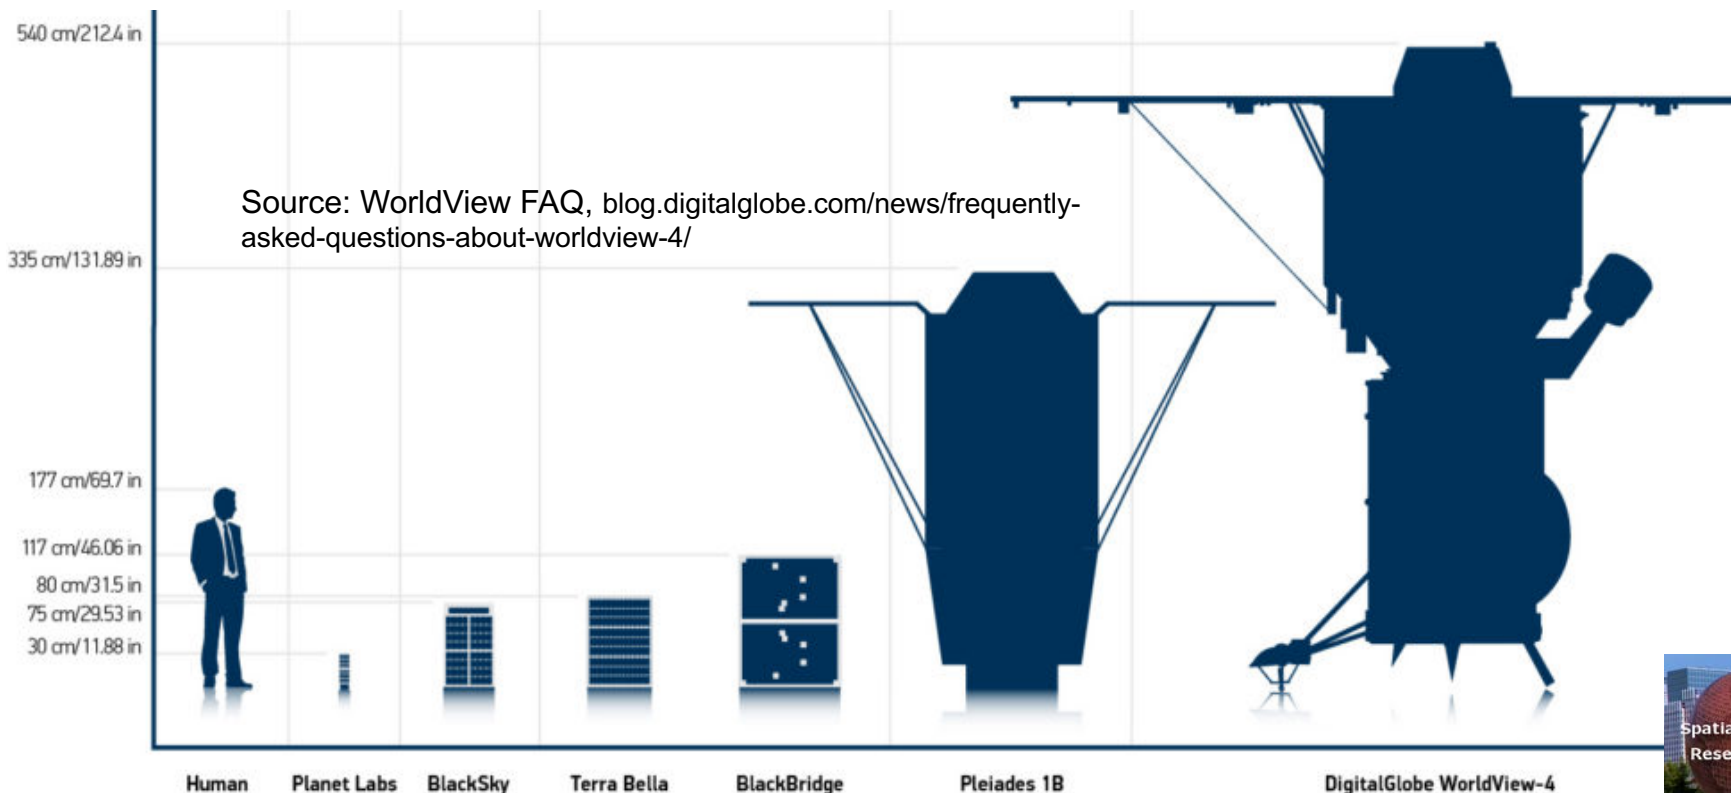 540 cm/212.4 in
Source: WorldView FAQ, blog.digitalglobe.com/news/frequently-
asked-questions-about-worldview-4/
335 cm/131.89 in
177 cm/69.7 in
117 cm/46.06 in
80 cm/31.5 in
75 cm/29.53 in
30 cm/11.88 in
Human Planet Labs BlackSky Terra Bella BlackBridge Pleiades 1B DigitalGlobe WorldView-4